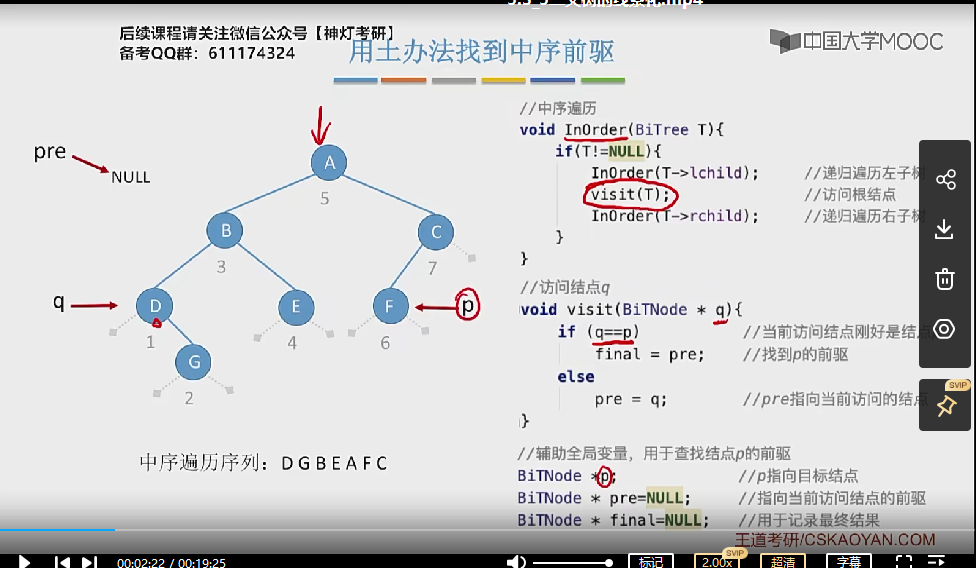 后续课程请关注微信公众号【神灯考研】
备考QQ群：611174324
用土办法找到中序前驱
中国大学MOOC
pre
NULL
A
5
B
3
C
7
q
D
1
E
4
F
6
p
G
2
中序遍历序列：D G B E A F C
//中序遍历
void InOrder(BiTree T){
if(T!=NULL){
InOrder(T->lchild); //递归遍历左子树
visit(T); //访问根结点
InOrder(T->rchild); //递归遍历右子树
}
}
//访问结点q
void visit(BiTNode * q){
if (q==p) //当前访问结点刚好是结点
final = pre; //找到p的前驱
else
pre = q; //pre指向当前访问的结点
}
//辅助全局变量，用于查找结点p的前驱
BiTNode *p; //p指向目标结点
BiTNode * pre=NULL; //指向当前访问结点的前驱
BiTNode * final=NULL; //用于记录最终结果
王道考研/CSKAOYAN.COM
SVIP
00:02:22 / 00:19:25
标记
2.00x
SVIP
超清
字幕